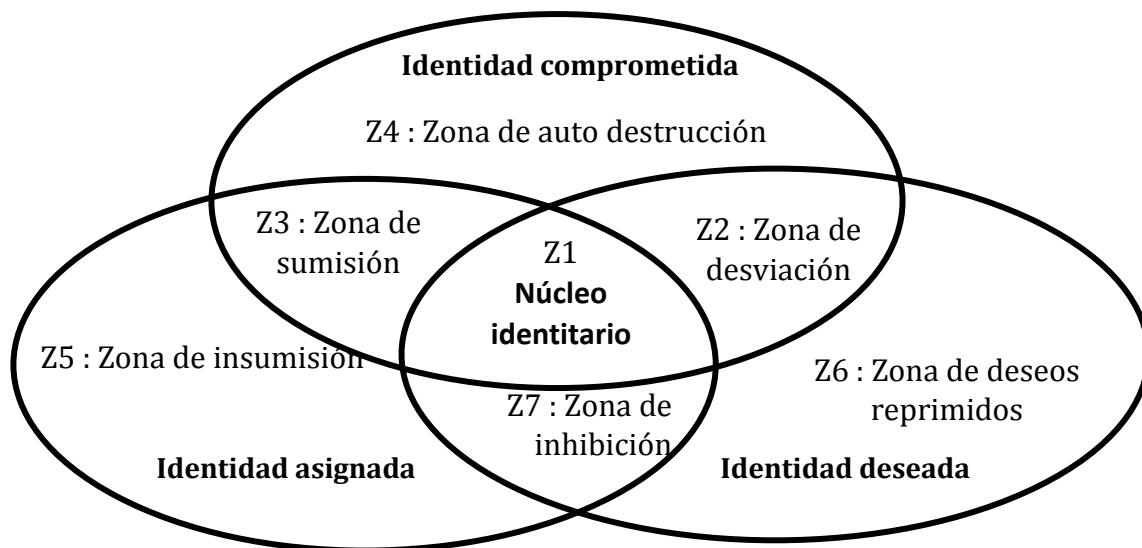 Identidad comprometida
Z4 : Zona de auto destrucción
Z3 : Zona de
sumisión
Z1
Núcleo
identitario
Z2 : Zona de
desviación
Z5 : Zona de insumisión
Z6 : Zona de deseos
reprimidos
Z7 : Zona de
inhibición
Identidad asignada
Identidad deseada